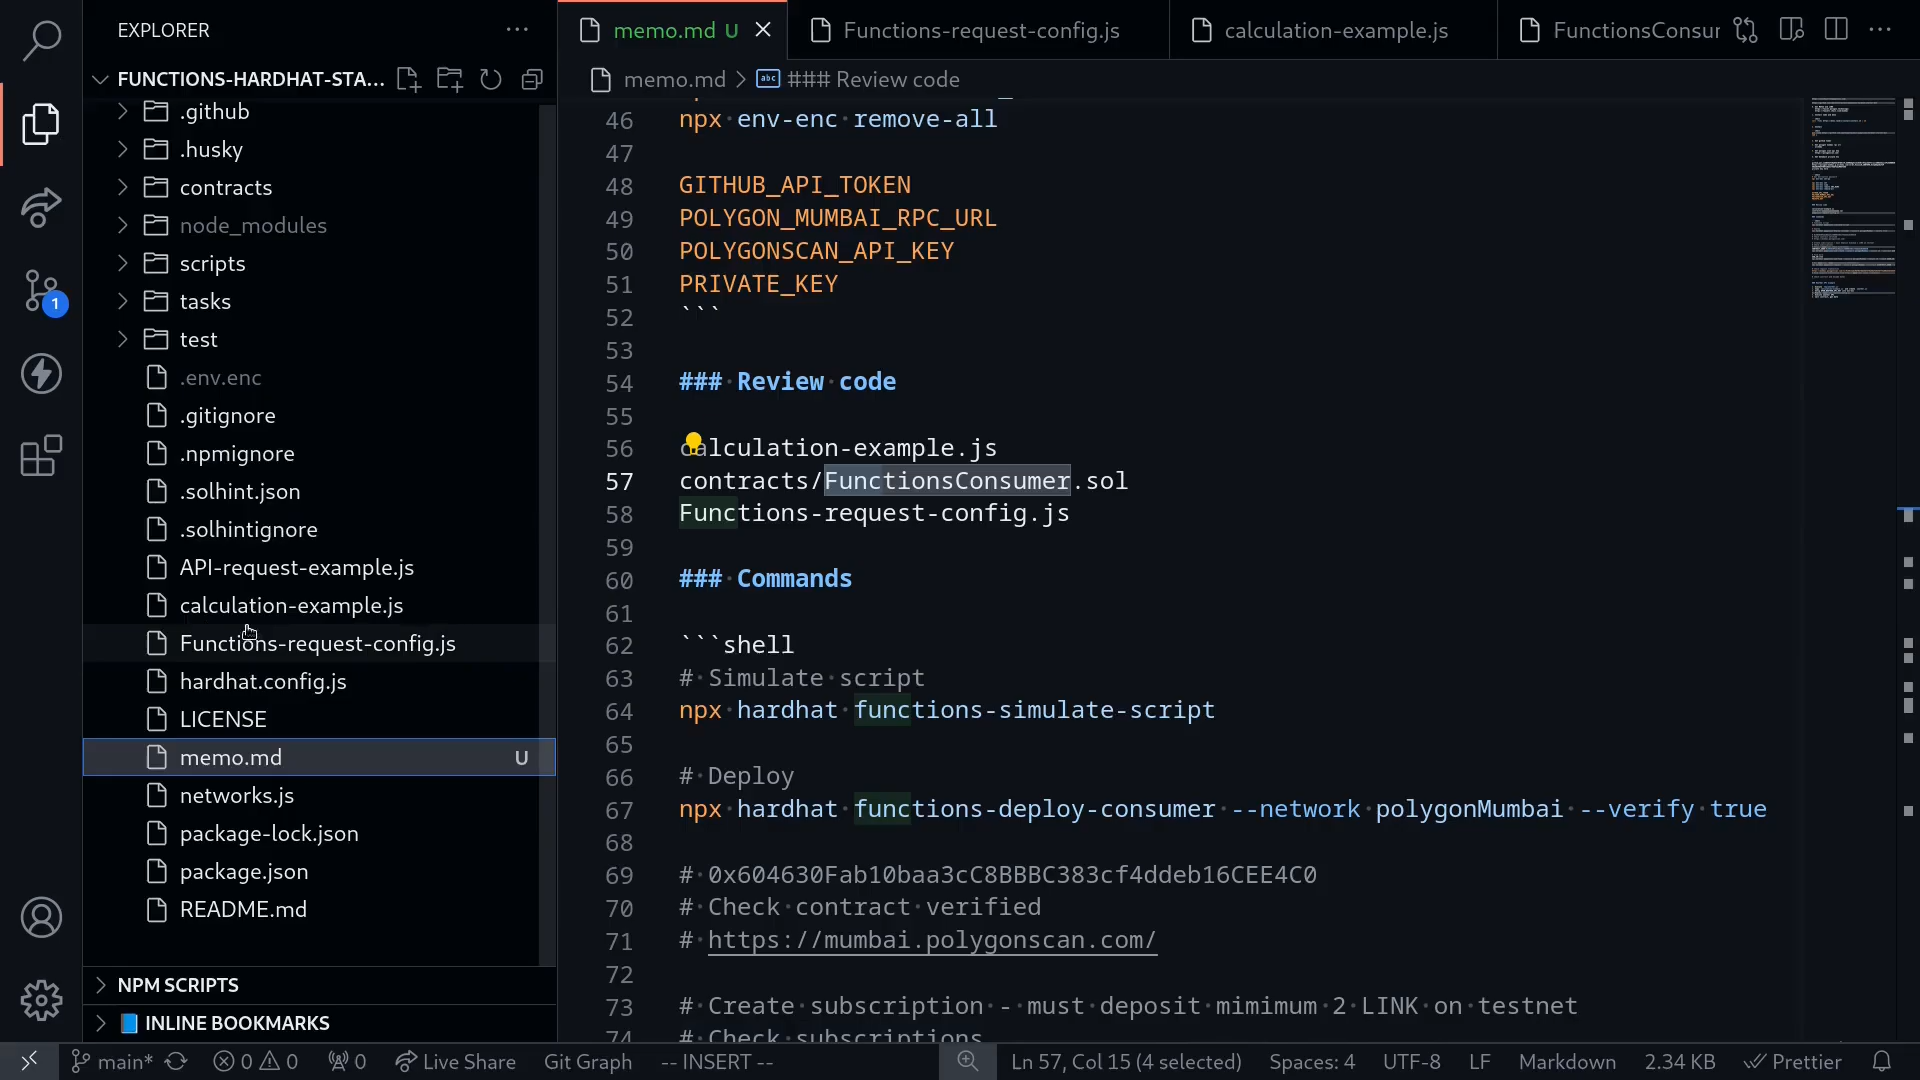 EXPLORER
FUNCTIONS-HARDHAT-STA...
.github
.husky
contracts
node_modules
scripts
tasks
test
.env.enc
.gitignore
.npmignore
.solhint.json
.solhintignore
API-request-example.js
calculation-example.js
Functions-request-config.js
hardhat.config.js
LICENSE
memo.md U
networks.js
package-lock.json
package.json
README.md
NPM SCRIPTS
INLINE BOOKMARKS
1
memo.md U
Functions-request-config.js
calculation-example.js
FunctionsConsur
memo.md > abc ### Review code
46 npx env-enc remove-all
47
48 GITHUB_API_TOKEN
49 POLYGON_MUMBAI_RPC_URL
50 POLYGONSCAN_API_KEY
51 PRIVATE_KEY
52 ```
53
54 ### Review code
55
56 calculation-example.js
57 contracts/FunctionsConsumer.sol
58 Functions-request-config.js
59
60 ### Commands
61
62 ```shell
63 # Simulate script
64 npx hardhat functions-simulate-script
65
66 # Deploy
67 npx hardhat functions-deploy-consumer --network polygonMumbai --verify true
68
69 # 0x604630Fab10baa3cC8BBBC383cf4ddeb16CEE4C0
70 # Check contract verified
71 # https://mumbai.polygonscan.com/
72
73 # Create subscription - must deposit mimimum 2 LINK on testnet
74 # Check subscriptions
main* 0 0 0 Live Share Git Graph -- INSERT -- Ln 57, Col 15 (4 selected) Spaces: 4 UTF-8 LF Markdown 2.34 KB Prettier